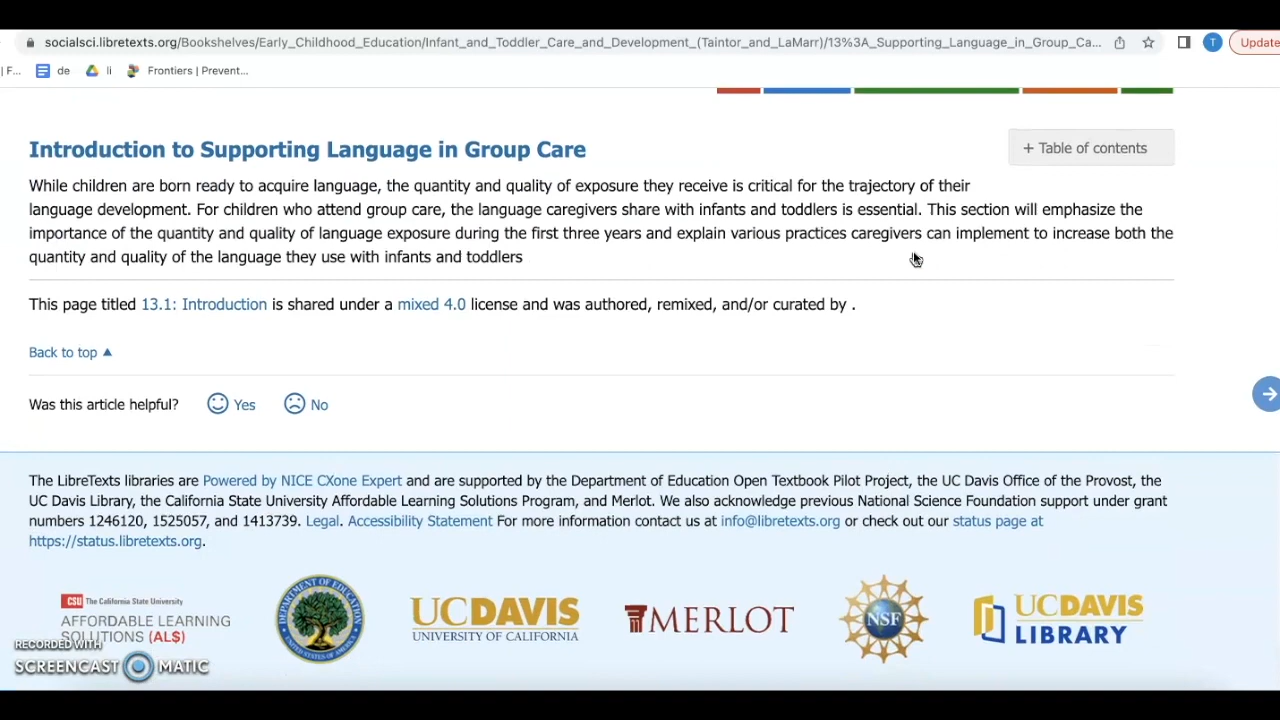 socialsci.libretexts.org/Bookshelves/Early_Childhood_Education/Infant_and_Toddler_Care_and_Development_(Taintor_and_LaMarr)/13%3A_Supporting_Language_in_Group_Ca...
T
Update
| F...
de
li
Frontiers | Prevent...
Introduction to Supporting Language in Group Care
+ Table of contents
While children are born ready to acquire language, the quantity and quality of exposure they receive is critical for the trajectory of their
language development. For children who attend group care, the language caregivers share with infants and toddlers is essential. This section will emphasize the
importance of the quantity and quality of language exposure during the first three years and explain various practices caregivers can implement to increase both the
quantity and quality of the language they use with infants and toddlers
This page titled 13.1: Introduction is shared under a mixed 4.0 license and was authored, remixed, and/or curated by .
Back to top ▲
Was this article helpful? Yes No
The LibreTexts libraries are Powered by NICE CXone Expert and are supported by the Department of Education Open Textbook Pilot Project, the UC Davis Office of the Provost, the
UC Davis Library, the California State University Affordable Learning Solutions Program, and Merlot. We also acknowledge previous National Science Foundation support under grant
numbers 1246120, 1525057, and 1413739. Legal. Accessibility Statement For more information contact us at info@libretexts.org or check out our status page at
https://status.libretexts.org.
CSU The California State University
AFFORDABLE LEARNING
SOLUTIONS (AL$)
DEPARTMENT OF EDUCATION
UNITED STATES OF AMERICA
UCDAVIS
UNIVERSITY OF CALIFORNIA
MERLOT
NSF
UCDAVIS
LIBRARY
RECORDED WITH
SCREENCAST MATIC